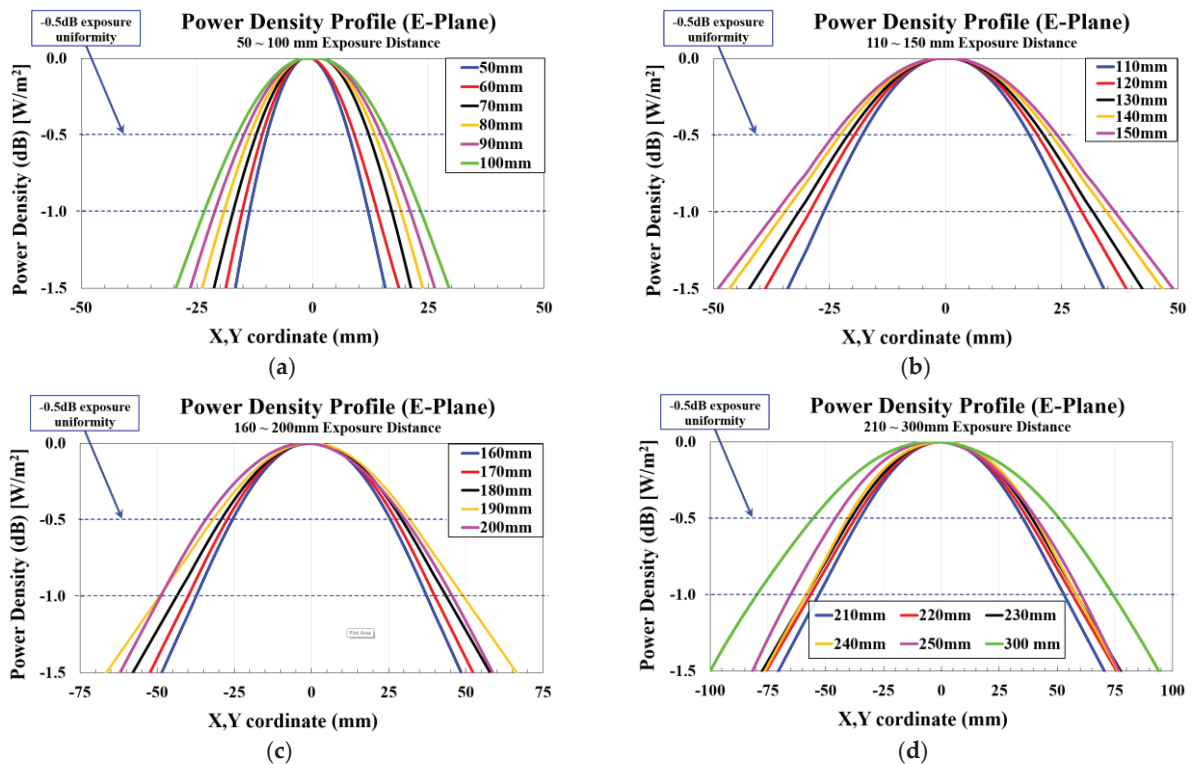 Power Density Profile (E-Plane)
50 ~ 100 mm Exposure Distance
-0.5dB exposure
uniformity
Power Density (dB) [W/m²]
0.0
-0.5
-1.0
-1.5
50mm
60mm
70mm
80mm
90mm
100mm
-50
-25
0
25
50
X,Y cordinate (mm)
(a)
Power Density Profile (E-Plane)
110 ~ 150 mm Exposure Distance
-0.5dB exposure
uniformity
Power Density (dB) [W/m²]
0.0
-0.5
-1.0
-1.5
110mm
120mm
130mm
140mm
150mm
-50
-25
0
25
50
X,Y cordinate (mm)
(b)
Power Density Profile (E-Plane)
160 ~ 200mm Exposure Distance
-0.5dB exposure
uniformity
Power Density (dB) [W/m²]
0.0
-0.5
-1.0
-1.5
160mm
170mm
180mm
190mm
200mm
Plot Area
-75
-50
-25
0
25
50
75
X,Y cordinate (mm)
(c)
Power Density Profile (E-Plane)
210 ~ 300mm Exposure Distance
-0.5dB exposure
uniformity
Power Density (dB) [W/m²]
0.0
-0.5
-1.0
-1.5
210mm 220mm 230mm
240mm 250mm 300 mm
-100
-75
-50
-25
0
25
50
75
100
X,Y cordinate (mm)
(d)